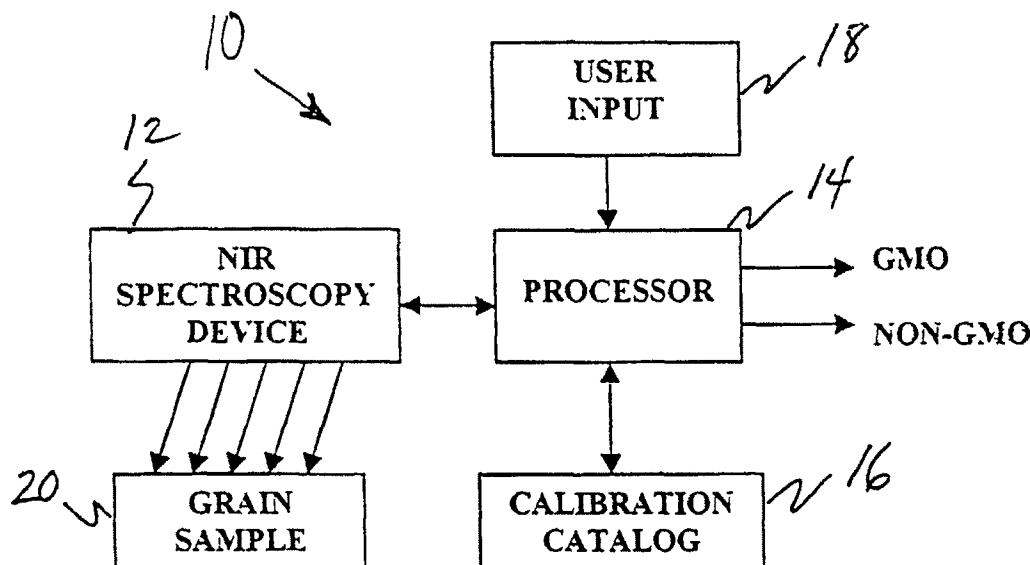 10
USER
INPUT
18
12
14
NIR
SPECTROSCOPY
DEVICE
PROCESSOR
GMO
NON-GMO
20
GRAIN
SAMPLE
CALIBRATION
CATALOG
16